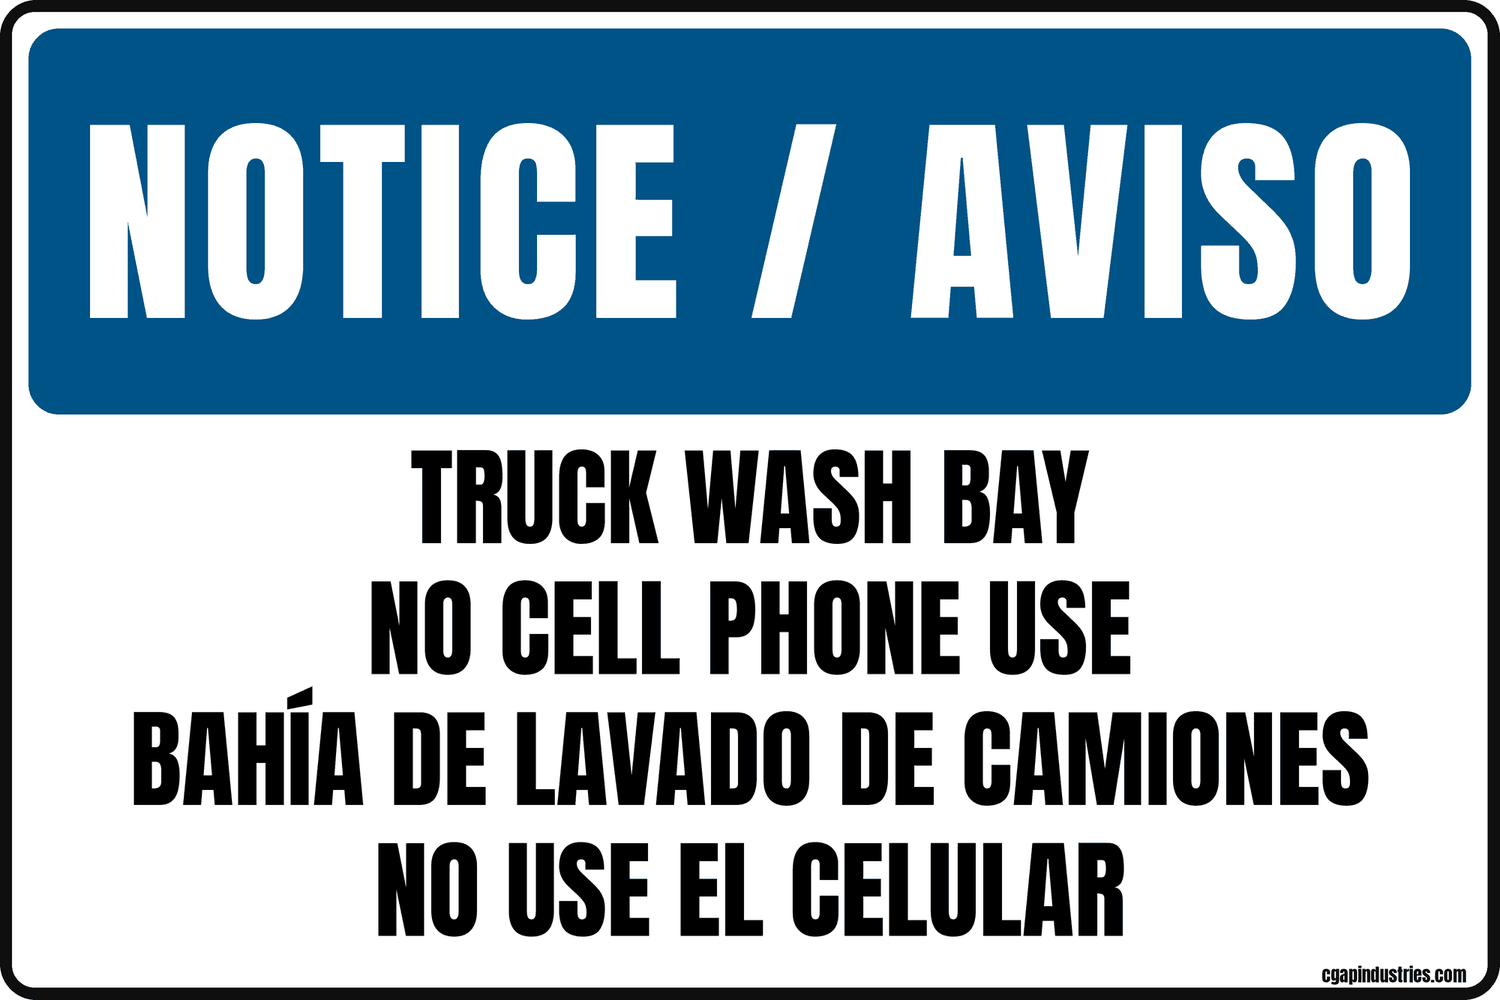 NOTICE / AVISO
TRUCK WASH BAY
NO CELL PHONE USE
BAHÍA DE LAVADO DE CAMIONES
NO USE EL CELULAR
cgapindustries.com